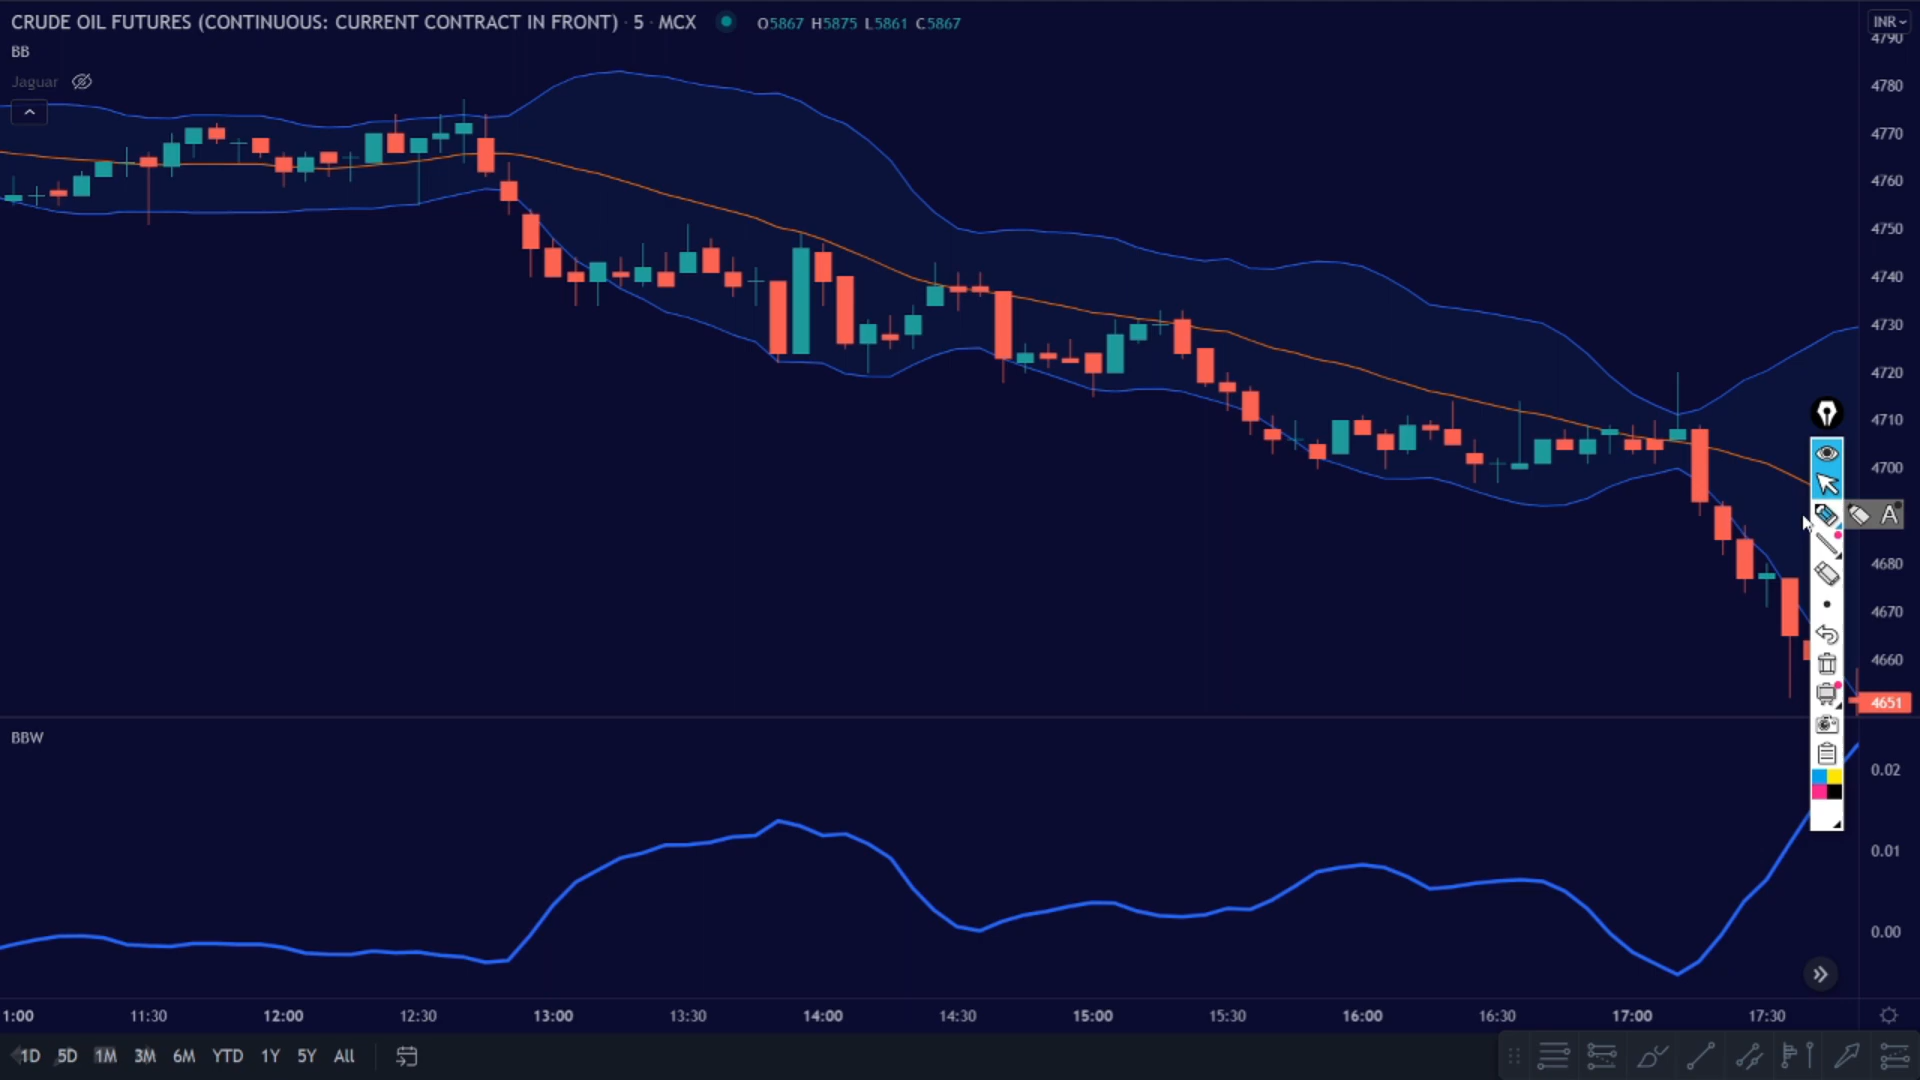 CRUDE OIL FUTURES (CONTINUOUS: CURRENT CONTRACT IN FRONT) · 5 · MCX O5867 H5875 L5861 C5867 INR
BB
Jaguar
4790
4780
4770
4760
4750
4740
4730
4720
4710
4700
A
4680
4670
4660
4651
BBW
0.02
0.01
0.00
1:00 11:30 12:00 12:30 13:00 13:30 14:00 14:30 15:00 15:30 16:00 16:30 17:00 17:30
1D 5D 1M 3M 6M YTD 1Y 5Y All